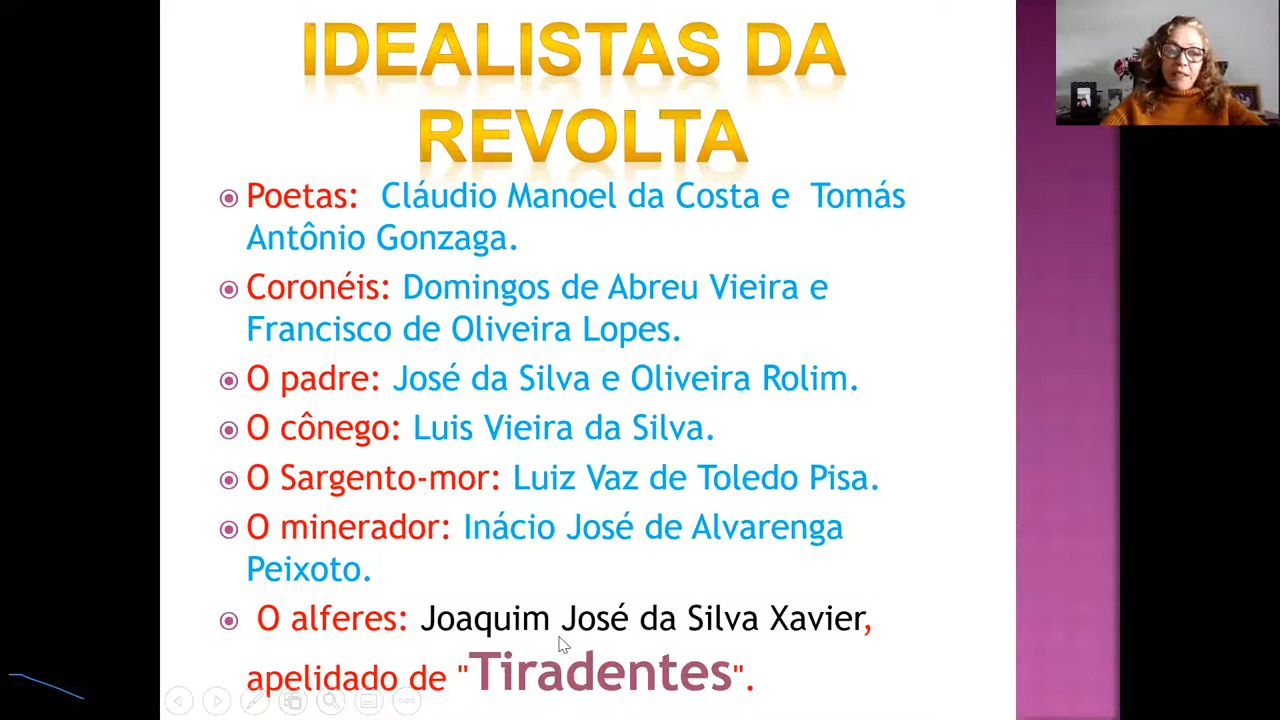 IDEALISTAS DA
REVOLTA
Poetas: Cláudio Manoel da Costa e Tomás
Antônio Gonzaga.
Coronéis: Domingos de Abreu Vieira e
Francisco de Oliveira Lopes.
O padre: José da Silva e Oliveira Rolim.
O cônego: Luis Vieira da Silva.
O Sargento-mor: Luiz Vaz de Toledo Pisa.
O minerador: Inácio José de Alvarenga
Peixoto.
O alferes: Joaquim José da Silva Xavier,
apelidado de "Tiradentes".